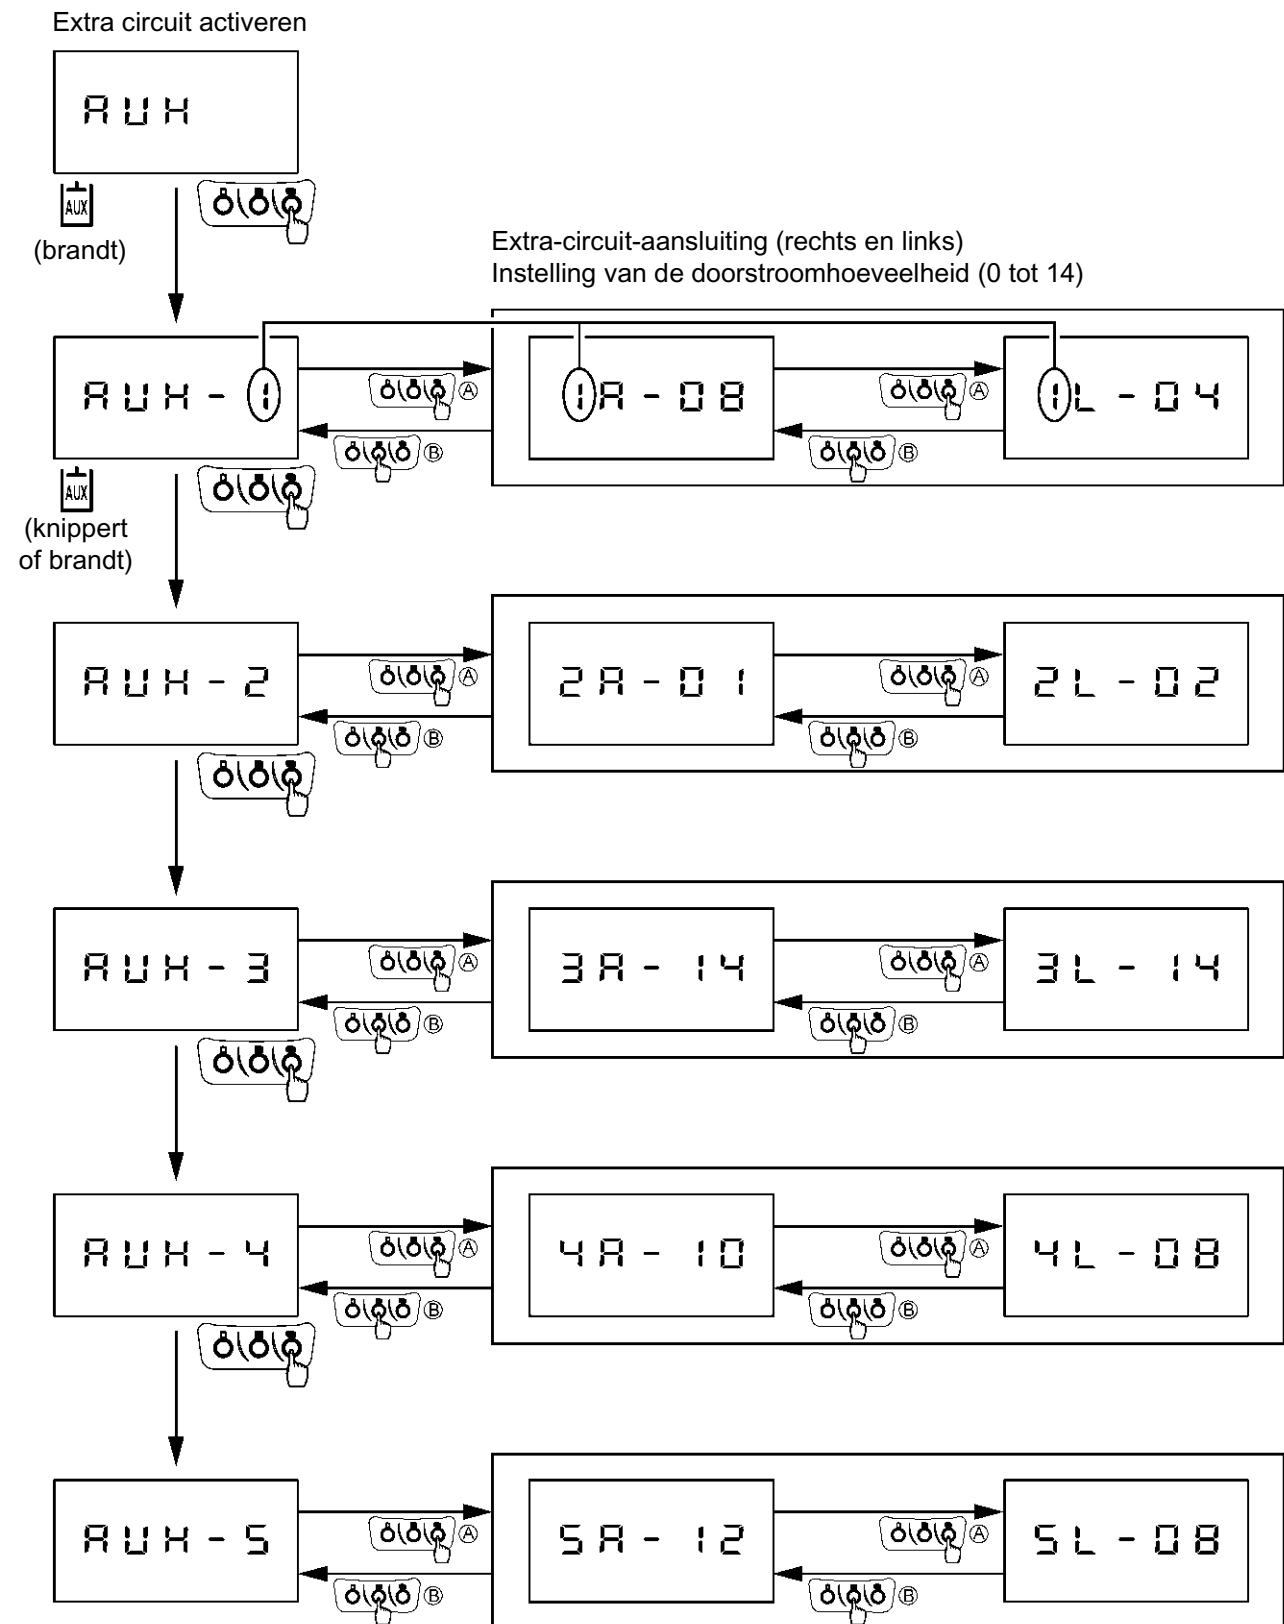 Extra circuit activeren
AUX
AUX
(brandt)
Extra-circuit-aansluiting (rechts en links)
Instelling van de doorstroomhoeveelheid (0 tot 14)
AUX-1
A
B
1A-08
A
B
1L-04
AUX
(knippert
of brandt)
AUX-2
A
B
2A-01
A
B
2L-02
AUX-3
A
B
3A-14
A
B
3L-14
AUX-4
A
B
4A-10
A
B
4L-08
AUX-5
A
B
5A-12
A
B
5L-08